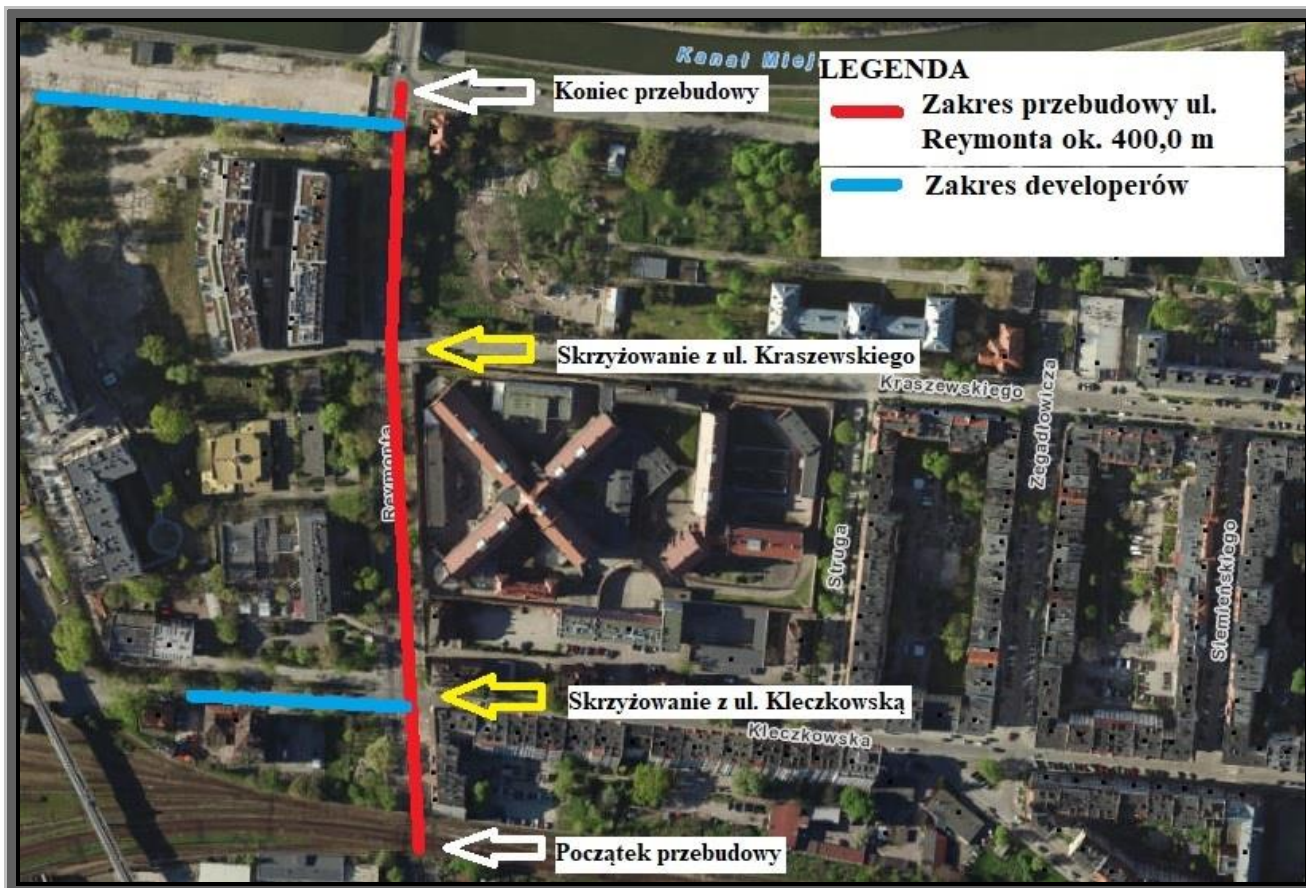 Kanał Miej
LEGENDA
Zakres przebudowy ul.
Reymonta ok. 400,0 m
Zakres developerów
Koniec przebudowy
Skrzyżowanie z ul. Kraszewskiego
Kraszewskiego
Zegadłowicza
Reymonta
Struga
Siemieńskiego
Skrzyżowanie z ul. Kleczkowską
Kleczkowska
Początek przebudowy